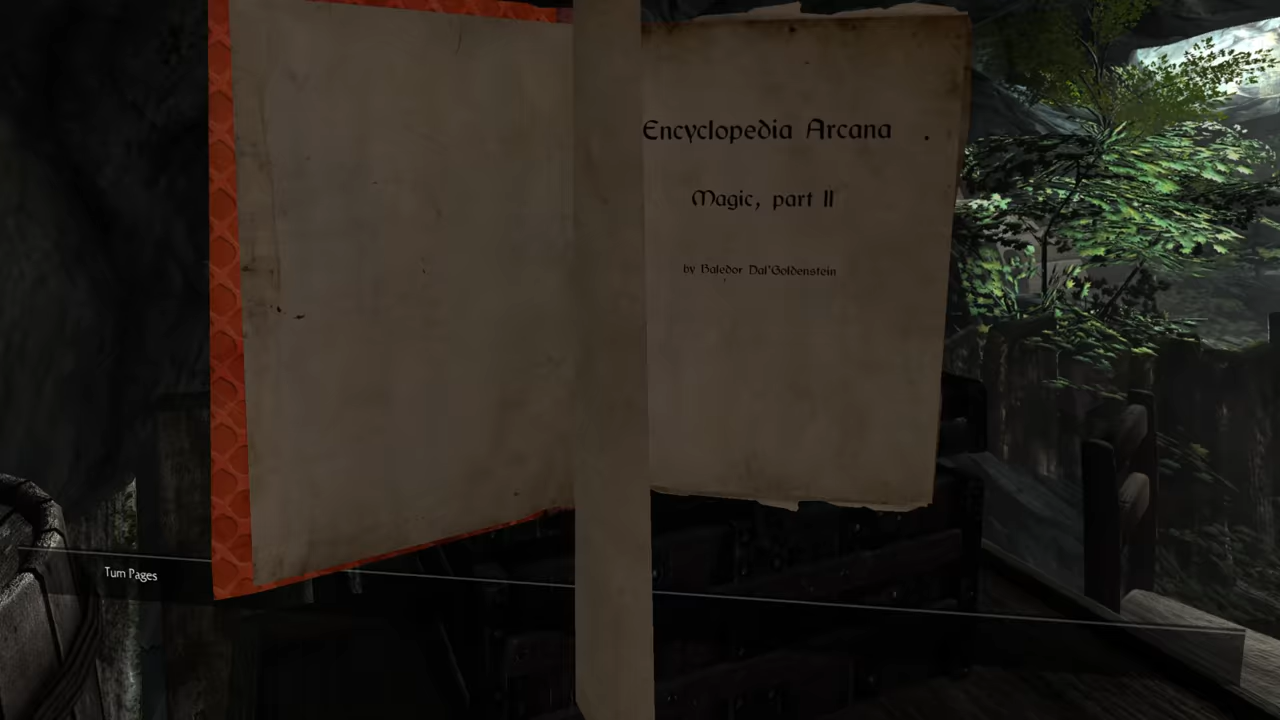 Encyclopedia Arcana
Magic, part II
by Baledor Dal'Goldenstein
Turn Pages